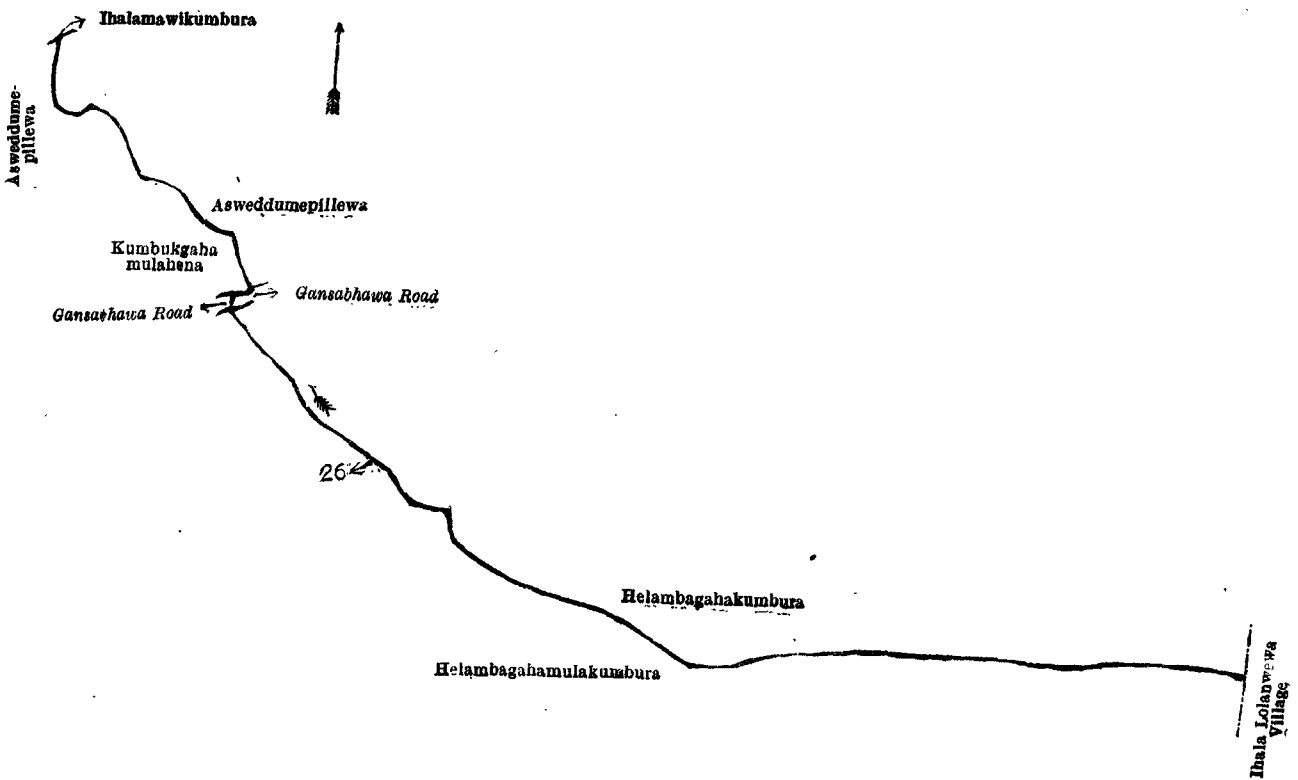 Ihalamawikumbura
Asweddume-
pillewa
Asweddumepillewa
Kumbukgaha
mulahena
Gansabhawa Road
Gansabhawa Road
26
Helambagahakumbura
Helambagahamulakumbura
Ihala Lolanwewa
Village